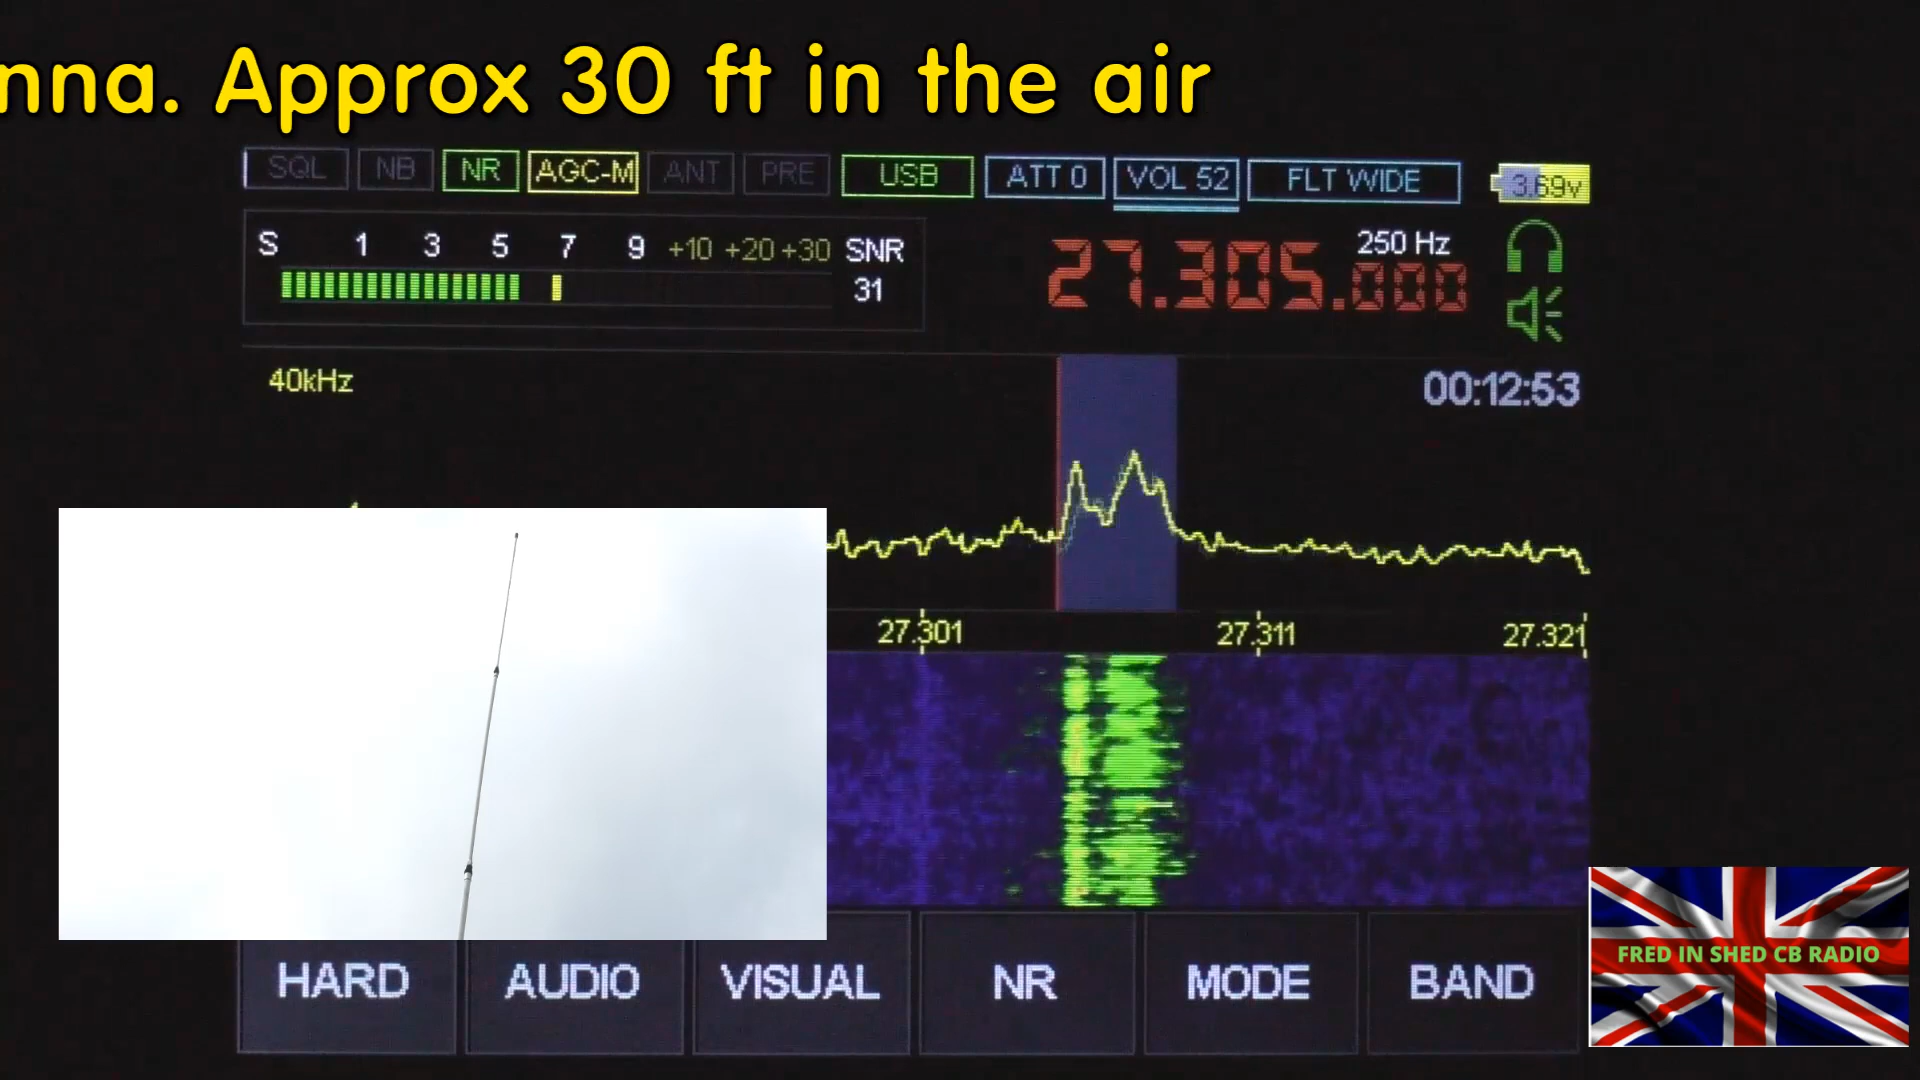 nna. Approx 30 ft in the air
SQL NB NR AGC-M ANT PRE USB ATT 0 VOL 52 FLT WIDE 3.69v
S 1 3 5 7 9 +10 +20 +30 SNR
31
250 Hz
27.305.000
40kHz
00:12:53
27.301 27.311 27.321
HARD AUDIO VISUAL NR MODE BAND
FRED IN SHED CB RADIO